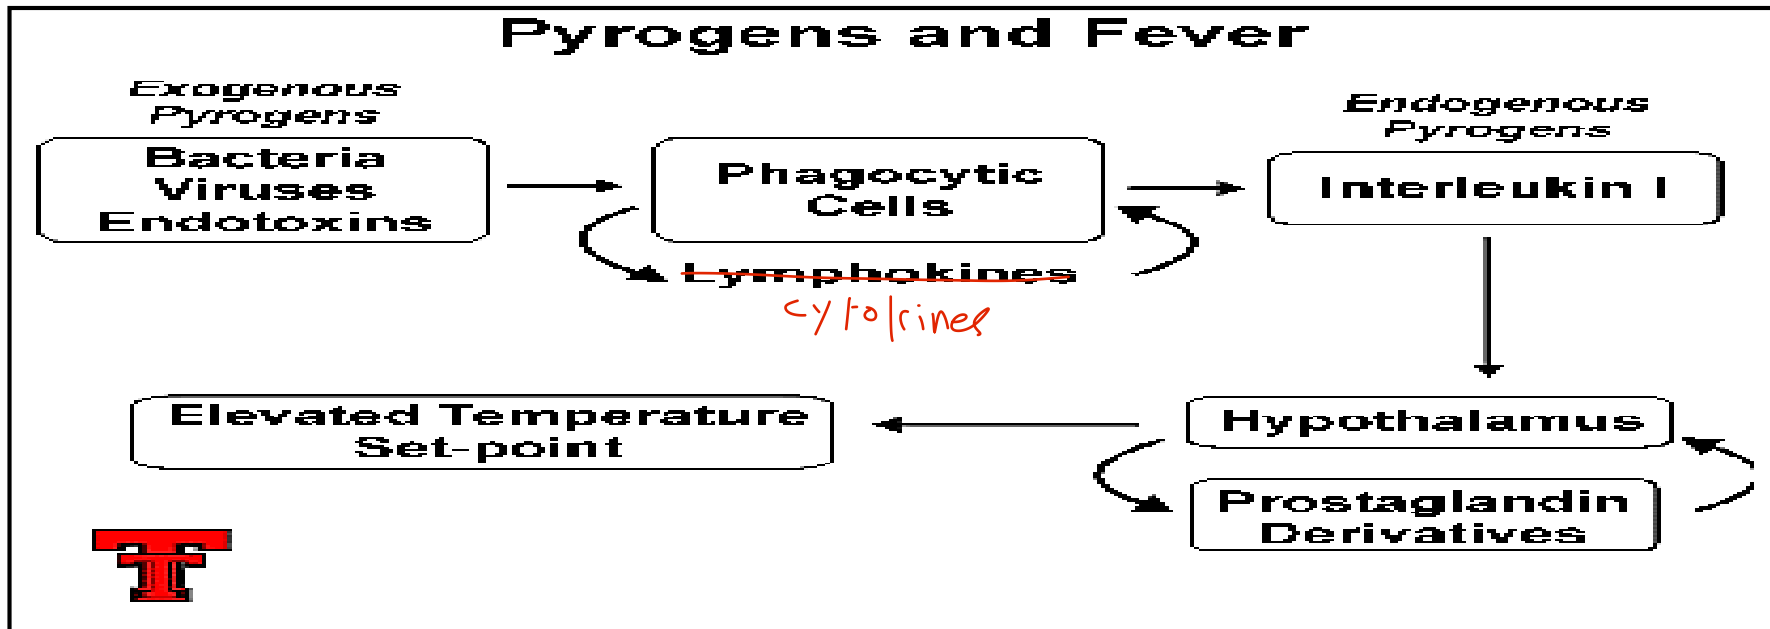 Pyrogens and Fever
Exogenous
Pyrogens
Bacteria
Viruses
Endotoxins
Phagocytic
Cells
Lymphokines
cytokines
Endogenous
Pyrogens
Interleukin I
Hypothalamus
Prostaglandin
Derivatives
Elevated Temperature
Set-point
T